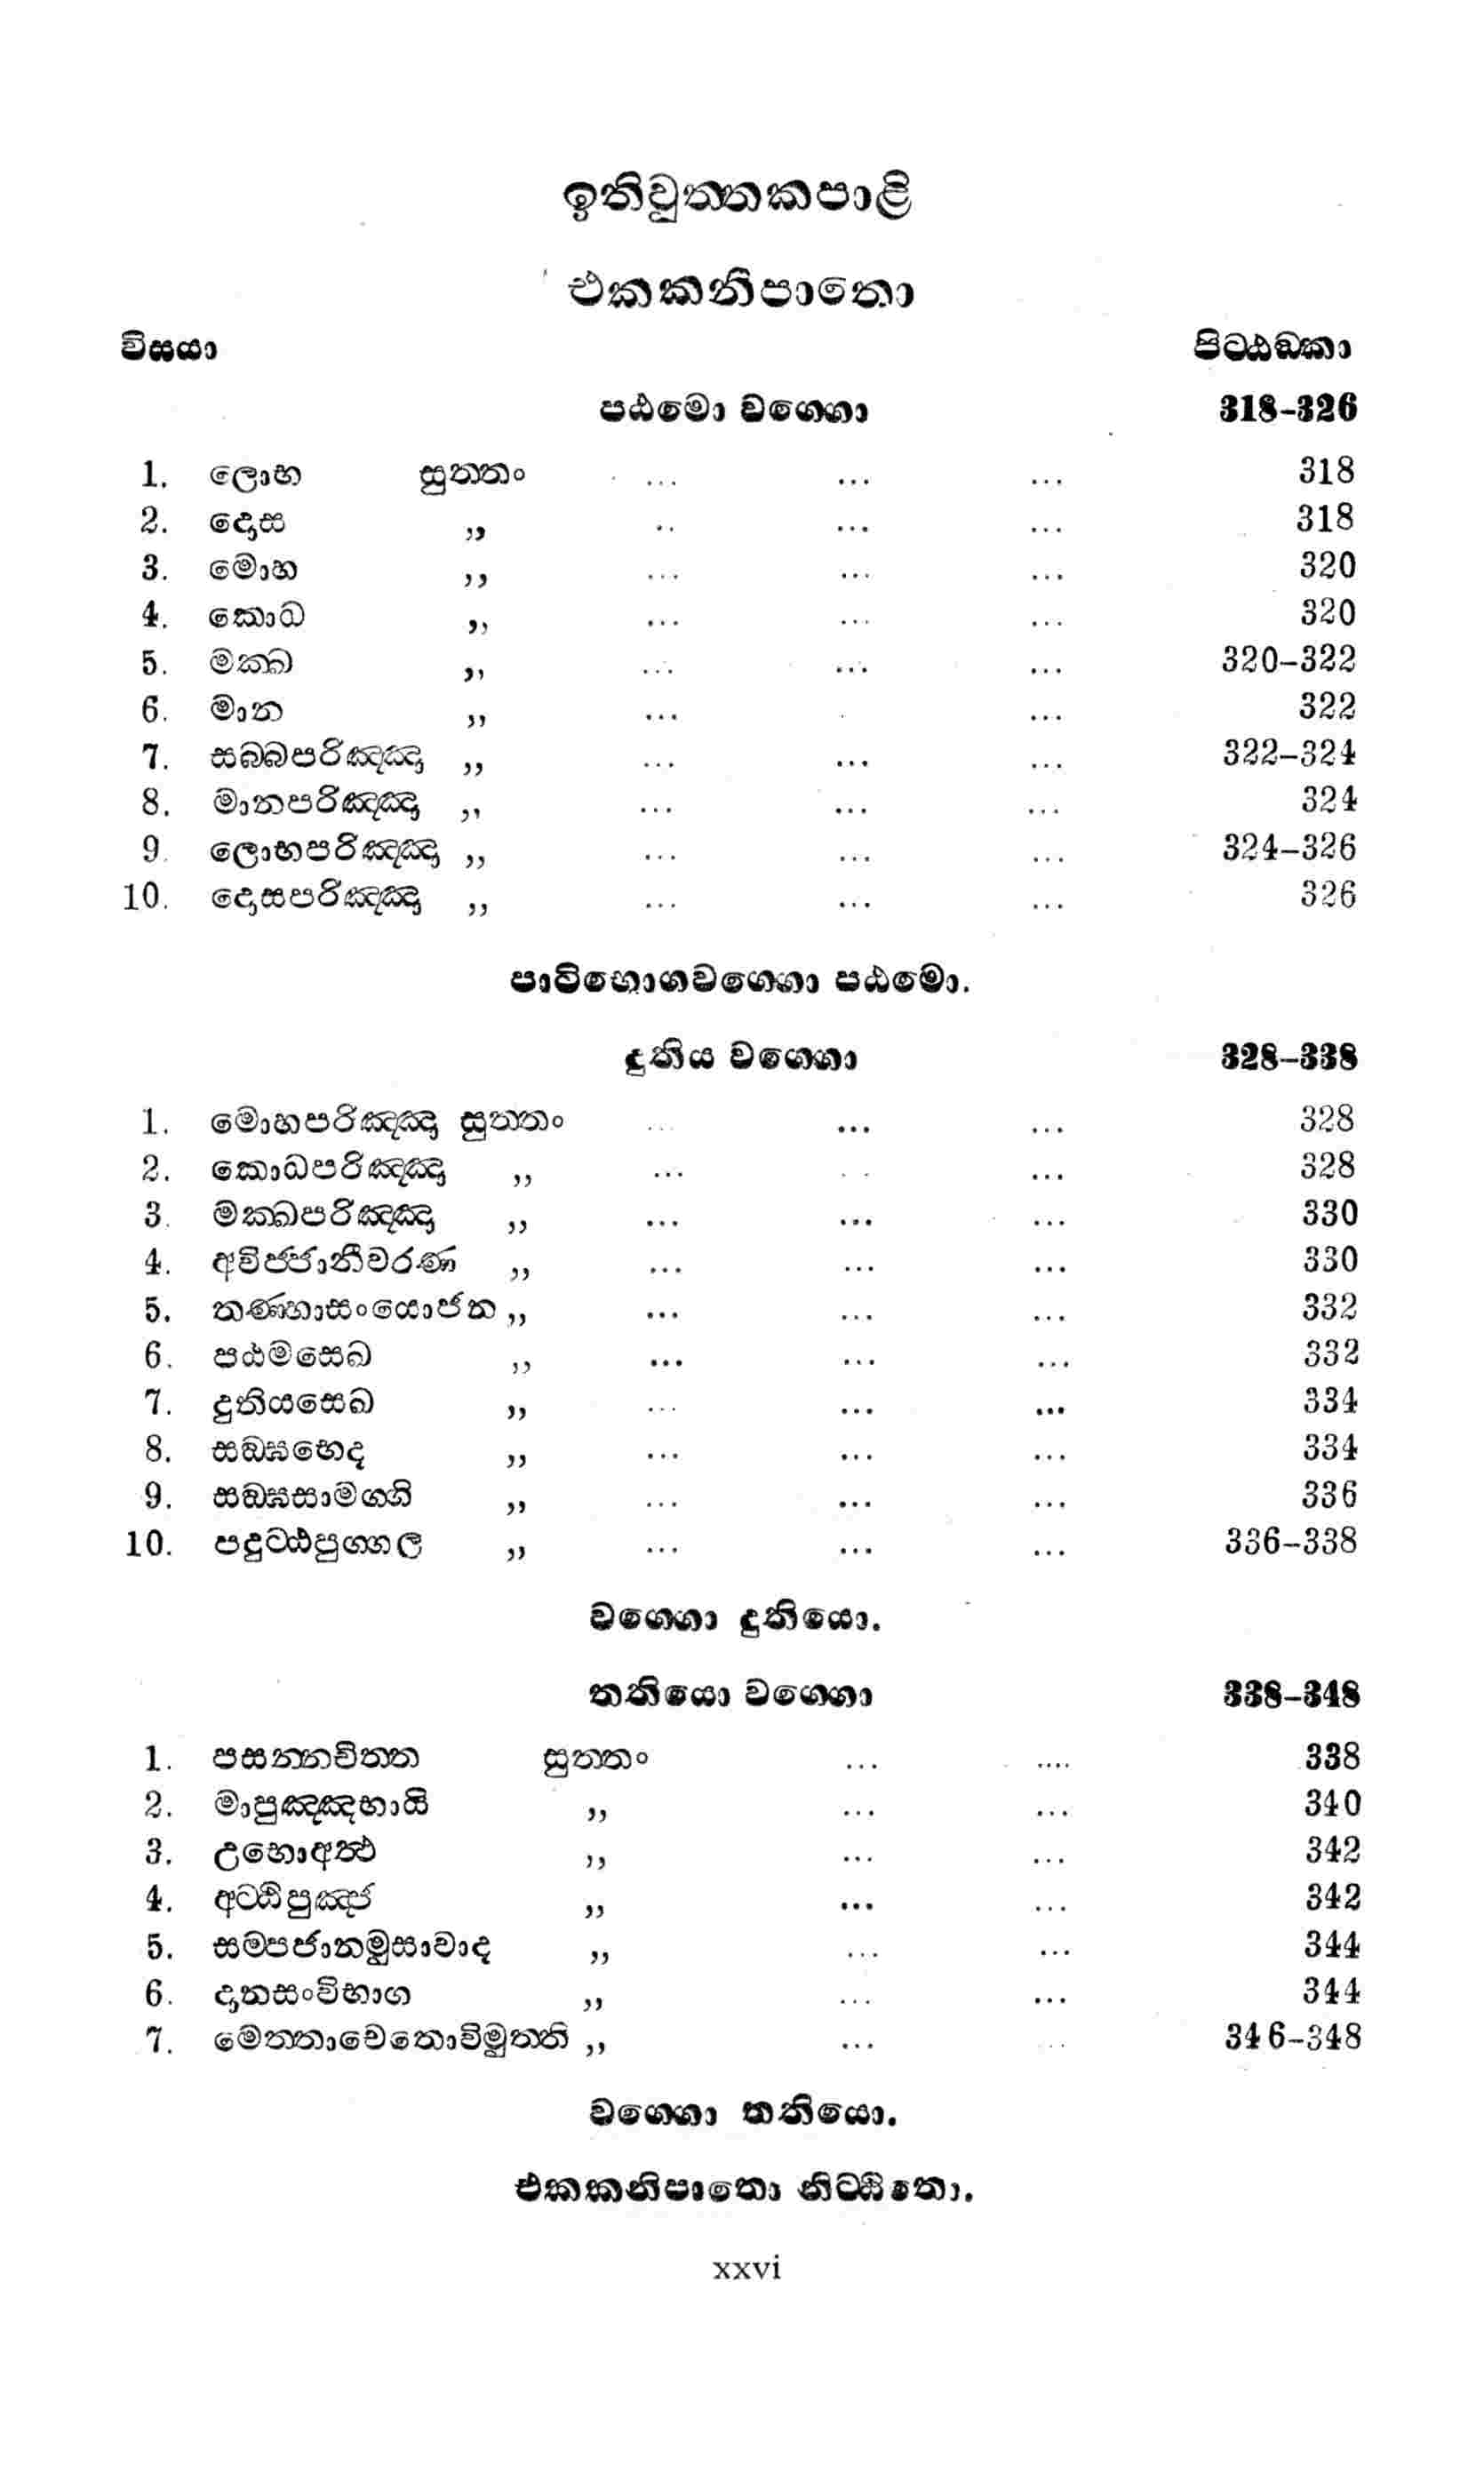 ඉතිවුත්තකපාළි
එකකනිපාතො
විසයා පිටඨඞකා
පඨමො වගෙගා 318-326
1. ලොභ සුත්තං ... ... ... 318
2. දොස ,, .. ... ... 318
3. මොහ ,, ... ... ... 320
4. කොධ ,, ... ... ... 320
5. මක්ඛ ,, ... ... ... 320-322
6. මාන ,, ... . ... 322
7. සබ්බපරිඤ්ඤා ,, ... ... ... 322-324
8. මානපරිඤ්ඤා ,, ... ... ... 324
9. ලොභපරිඤ්ඤා ,, ... ... ... 324-326
10. දොසපරිඤ්ඤා ,, ... ... ... 326
පාටිභොගවගෙගා පඨමො.
දුතිය වගෙගා 328-338
1. මොහපරිඤ්ඤා සුත්තං ... ... ... 328
2. කොධපරිඤ්ඤා ,, ... .. ... 328
3. මක්ඛපරිඤ්ඤා ,, ... ... ... 330
4. අවිජ්ජානීවරණ ,, ... ... ... 330
5. තණ්හාසංයොජන ,, ... ... ... 332
6. පඨමසෙඛ ,, ... ... ... 332
7. දුතියසෙඛ ,, ... ... ... 334
8. සඞ්ඝභෙද ,, ... ... ... 334
9. සඞ්ඝසාමග්ගි ,, ... ... ... 336
10. පදුට්ඨපුග්ගල ,, ... ... ... 336-338
වගෙගා දුතියො.
තතියො වගෙගා 338-348
1. පසන්නචිත්ත සුත්තං ... .... 338
2. මාපුඤ්ඤභායි ,, ... ... 340
3. උභොඅත්ථ ,, ... ... 342
4. අට්ඨිපුඤ්ජ ,, ... ... 342
5. සම්පජානමුසාවාද ,, ... ... 344
6. දානසංවිභාග ,, ... ... 344
7. මෙත්තාචෙතොවිමුත්ති ,, ... ... 346-348
වගෙගා තතියො.
එකකනිපාතො නිට්ඨිතො.
xxvi